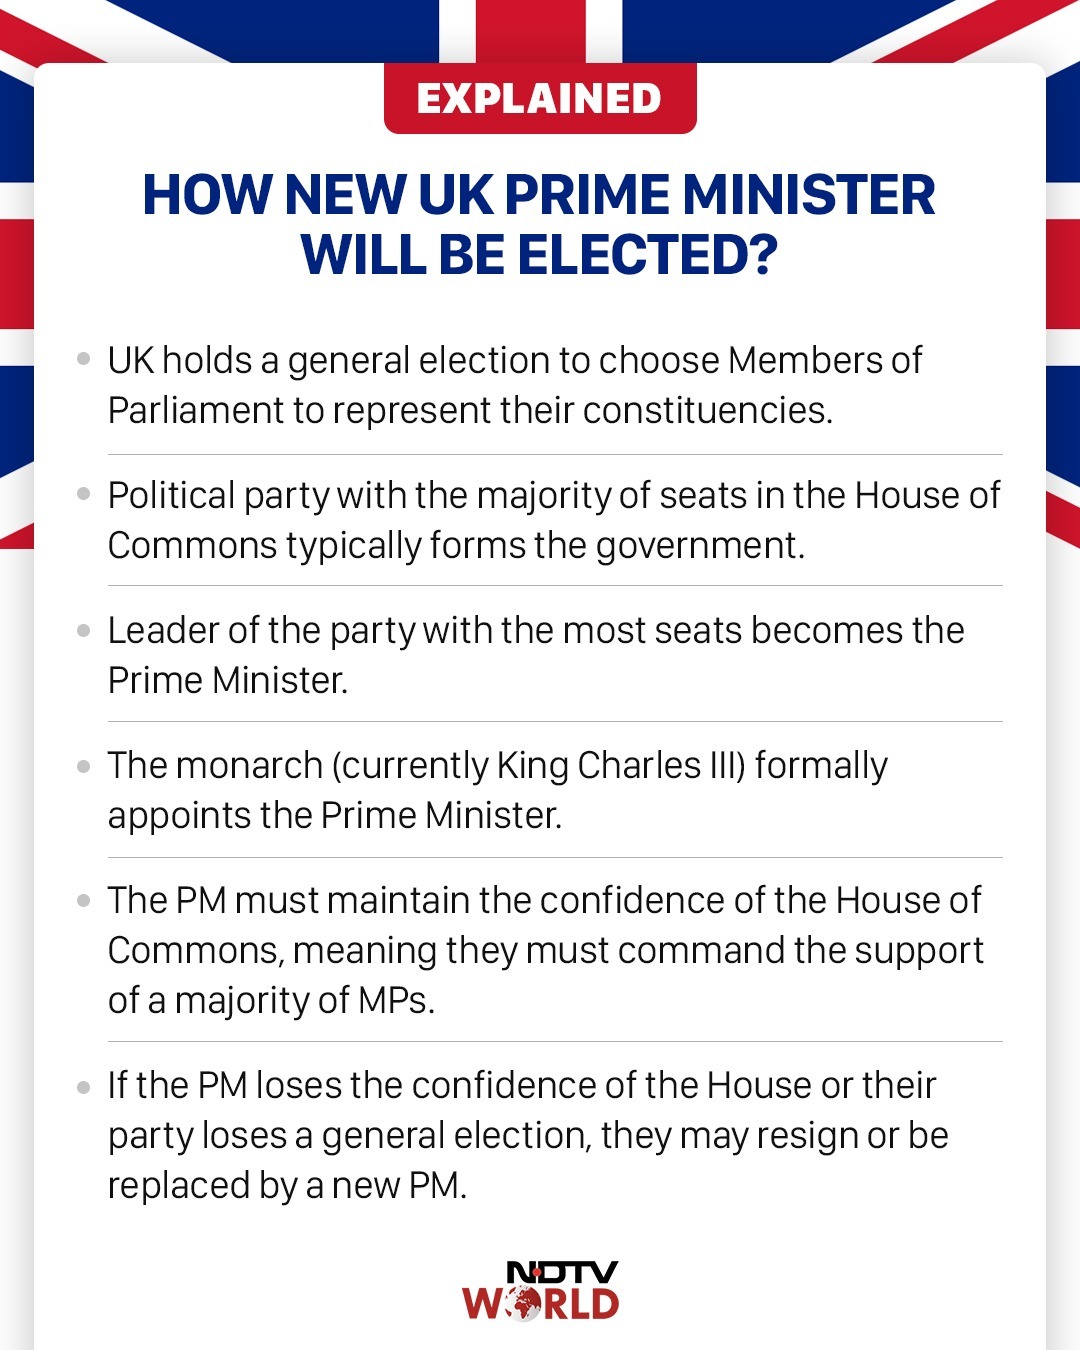 EXPLAINED
HOW NEW UK PRIME MINISTER
WILL BE ELECTED?
UK holds a general election to choose Members of
Parliament to represent their constituencies.
Political party with the majority of seats in the House of
Commons typically forms the government.
Leader of the party with the most seats becomes the
Prime Minister.
The monarch (currently King Charles III) formally
appoints the Prime Minister.
The PM must maintain the confidence of the House of
Commons, meaning they must command the support
of a majority of MPs.
If the PM loses the confidence of the House or their
party loses a general election, they may resign or be
replaced by a new PM.
NDTV
WORLD